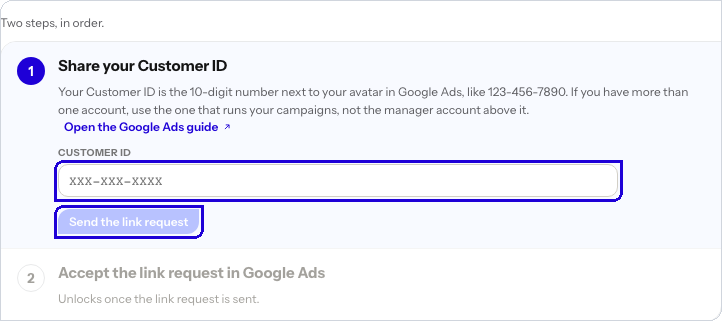 Two steps, in order.
1
Share your Customer ID
Your Customer ID is the 10-digit number next to your avatar in Google Ads, like 123-456-7890. If you have more than
one account, use the one that runs your campaigns, not the manager account above it.
Open the Google Ads guide ↗
CUSTOMER ID
XXX-XXX-XXXX
Send the link request
2
Accept the link request in Google Ads
Unlocks once the link request is sent.